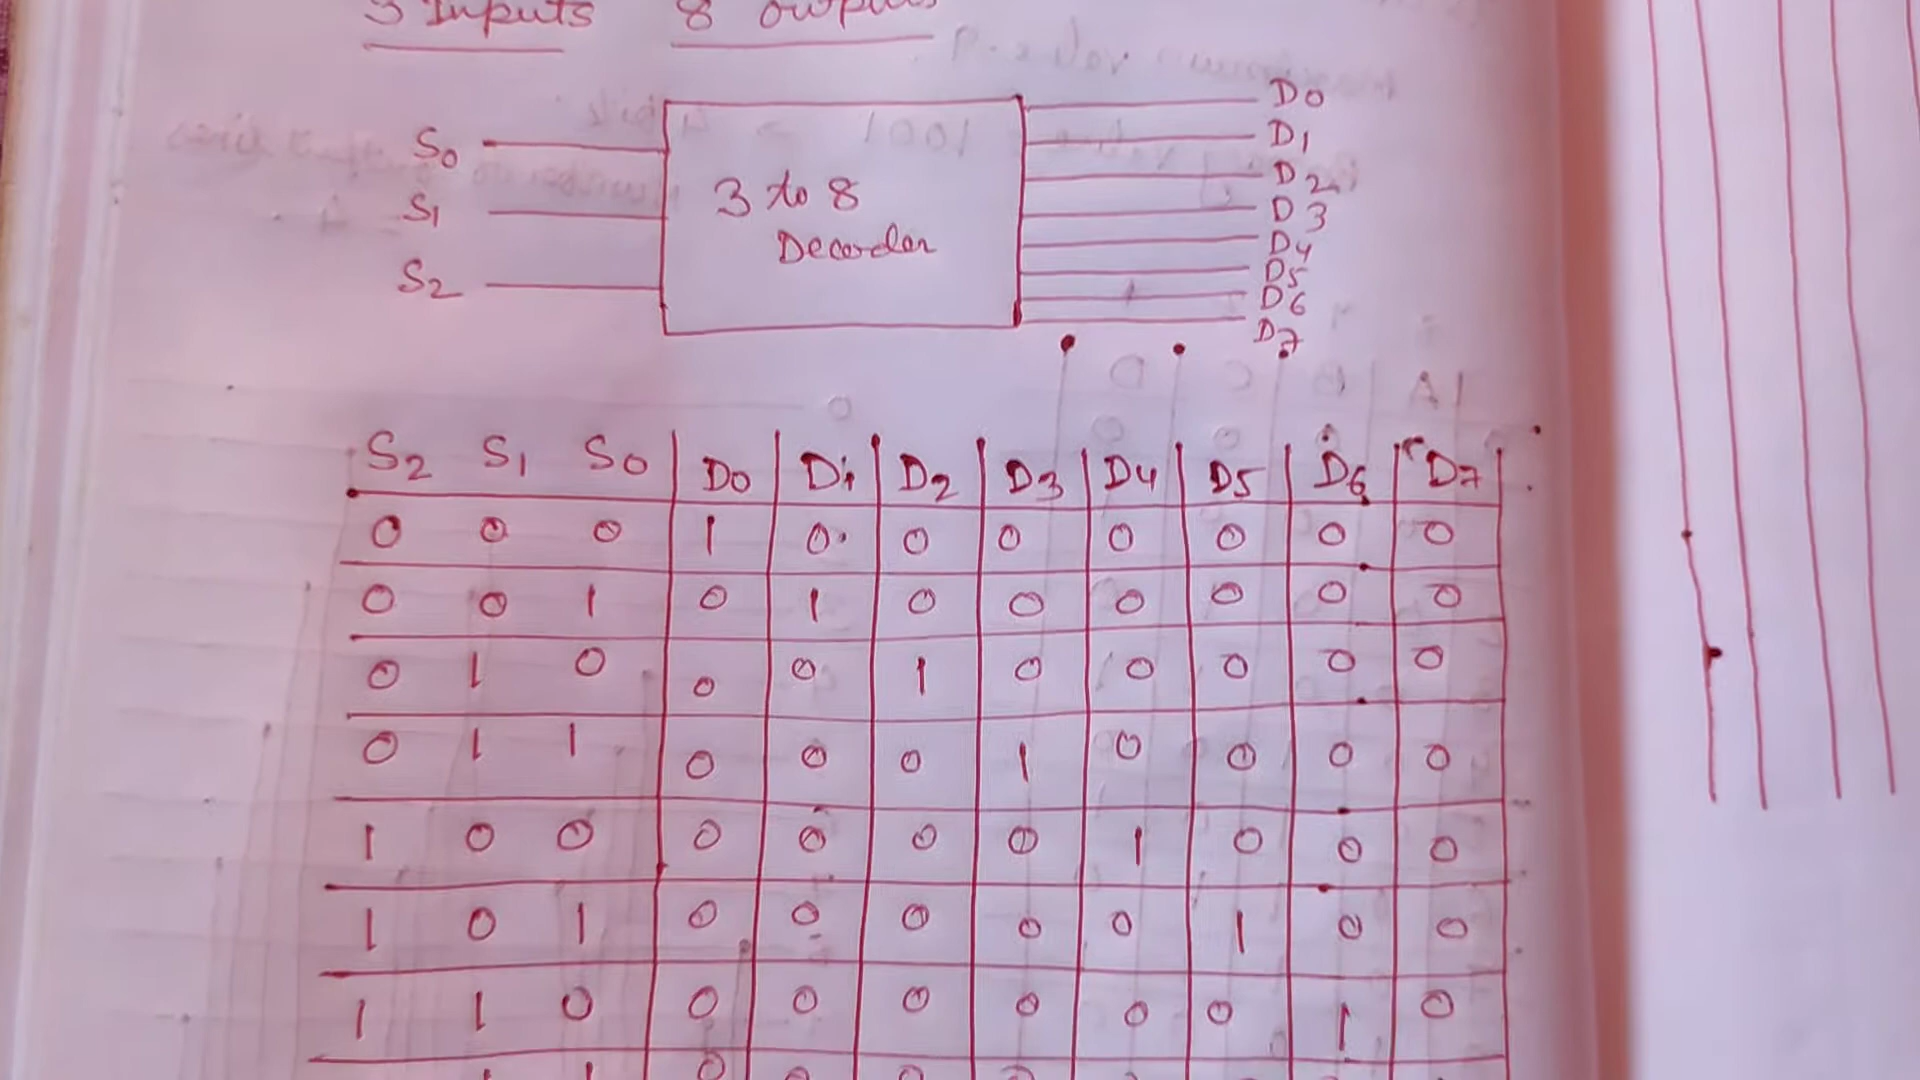 3 Inputs 8 outputs
S0
S1
S2
3 to 8
Decorder
D0
D1
D2
D3
D4
D5
D6
D7
S2 S1 S0 D0 D1 D2 D3 D4 D5 D6 D7
0 0 0 1 0 0 0 0 0 0 0
0 0 1 0 1 0 0 0 0 0 0
0 1 0 0 0 1 0 0 0 0 0
0 1 1 0 0 0 1 0 0 0 0
1 0 0 0 0 0 0 1 0 0 0
1 0 1 0 0 0 0 0 1 0 0
1 1 0 0 0 0 0 0 0 1 0